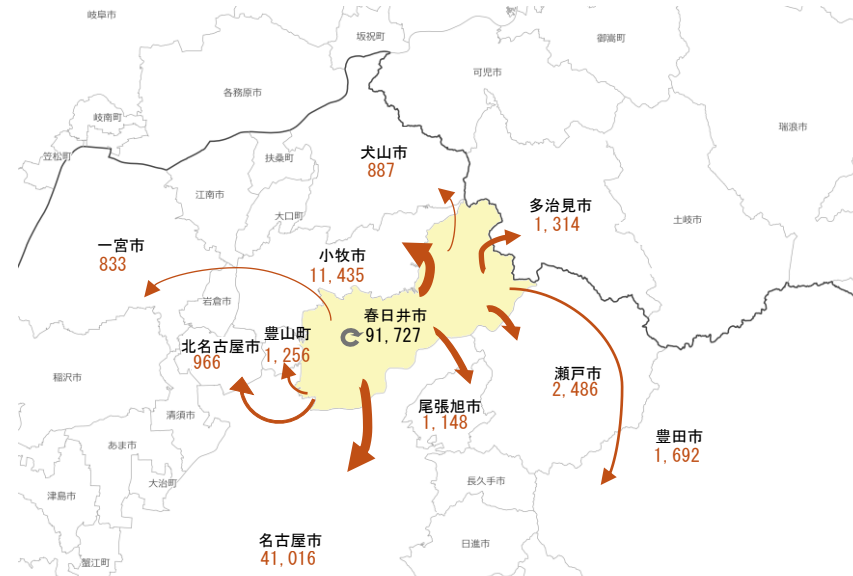 岐阜市
坂祝町
御嵩町
可児市
各務原市
岐南町
瑞浪市
笠松町
扶桑町
犬山市
887
江南市
多治見市
1,314
土岐市
大口町
一宮市
833
小牧市
11,435
岩倉市
春日井市
91,727
豊山町
1,256
北名古屋市
966
稲沢市
瀬戸市
2,486
尾張旭市
1,148
清須市
豊田市
1,692
あま市
大治町
長久手市
津島市
名古屋市
41,016
日進市
蟹江町